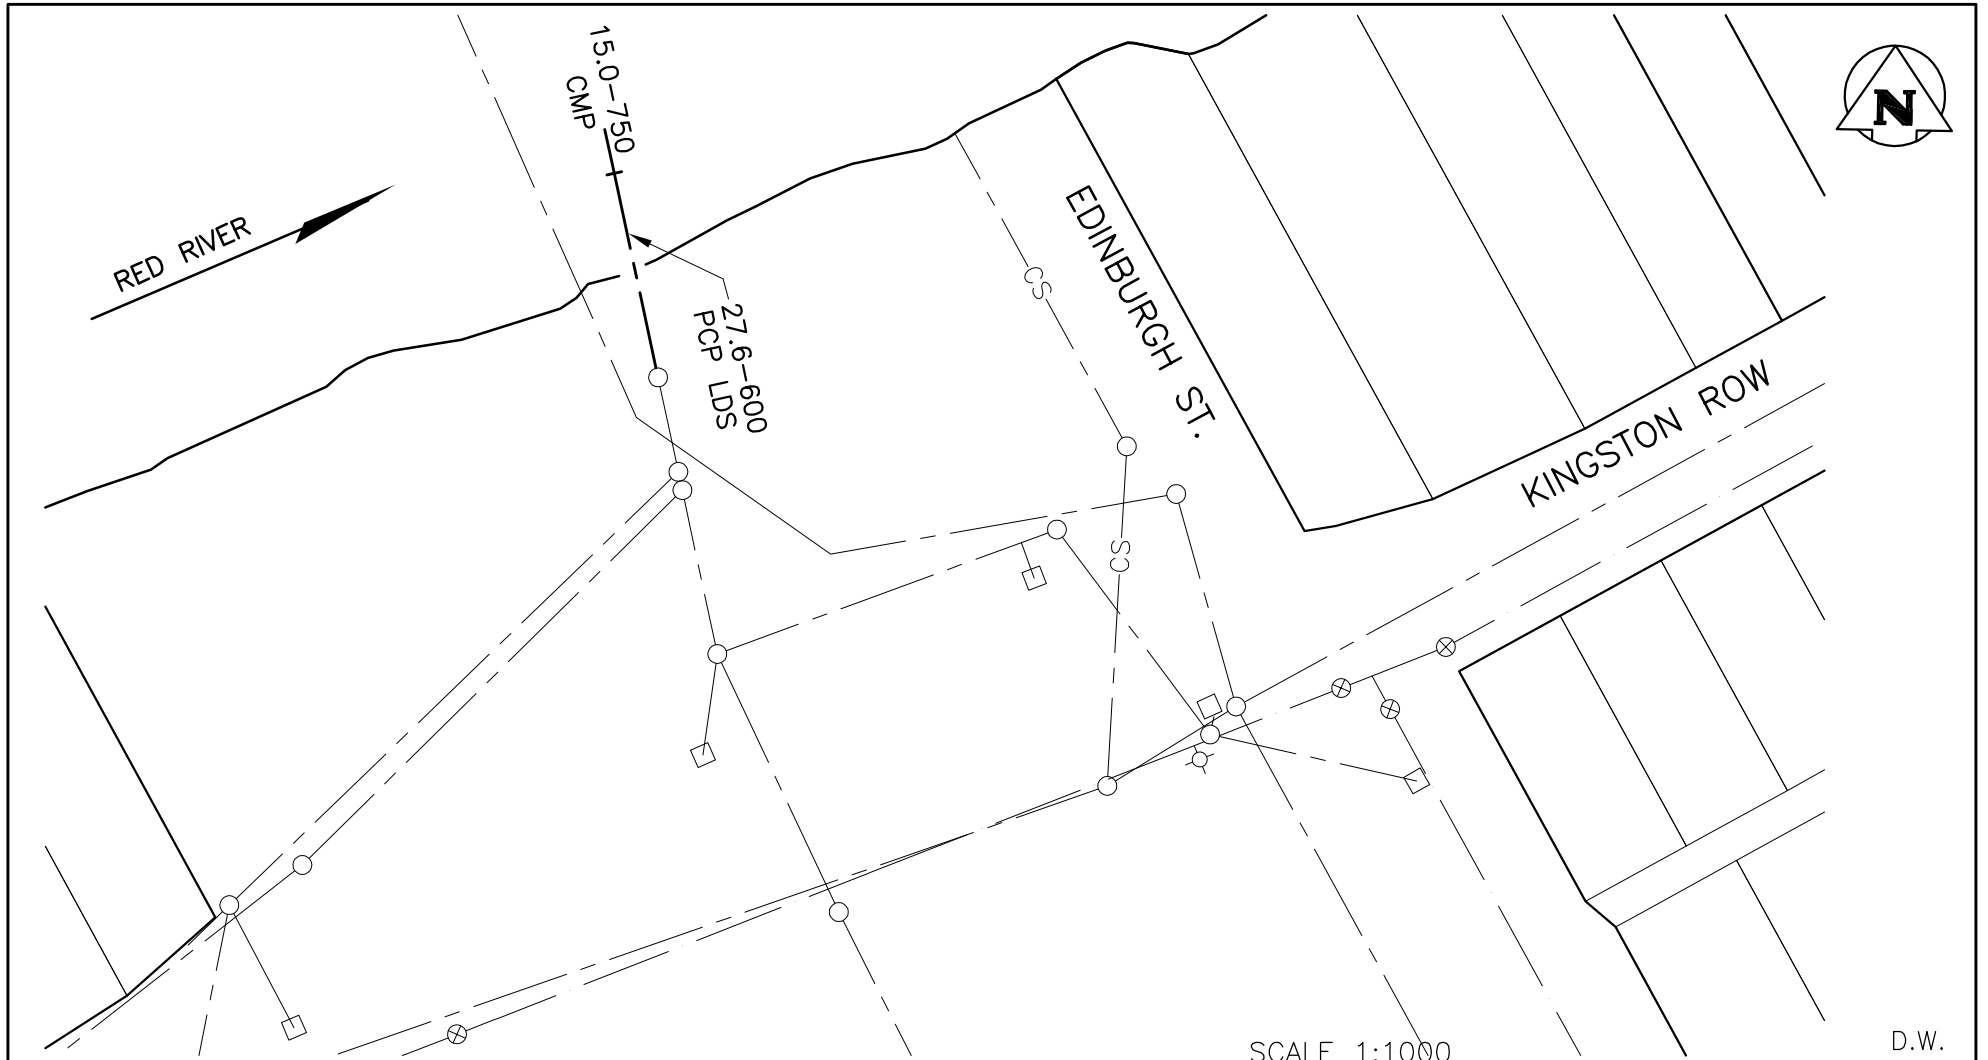 15.0-750
CMP
N
RED RIVER
27.6-600
PCP LDS
CS
EDINBURGH ST.
KINGSTON ROW
CS
SCALE 1:1000
D.W.